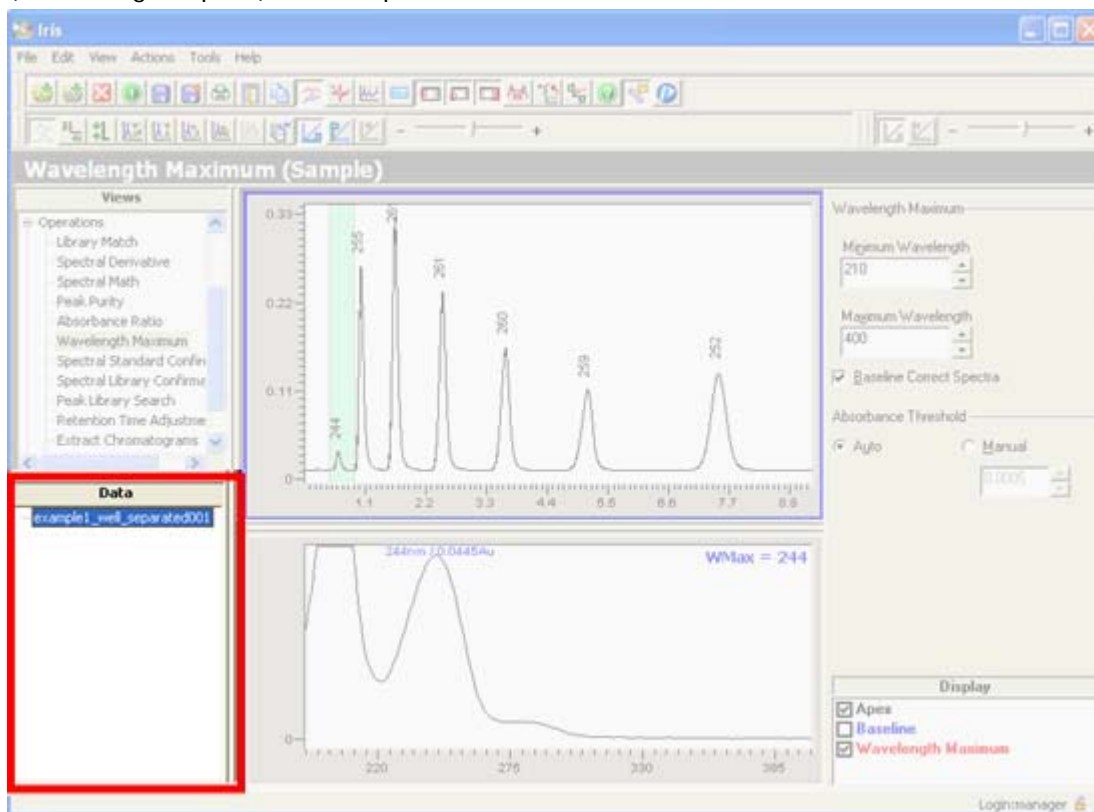 Iris
File Edit View Actions Tools Help
Wavelength Maximum (Sample)
Views
Operations
Library Match
Spectral Derivative
Spectral Math
Peak Purity
Absorbance Ratio
Wavelength Maximum
Spectral Standard Confirm
Spectral Library Confirma
Peak Library Search
Retention Time Adjustme
Extract Chromatograms
Data
example1_well_separated001
0.33
0.22
0.11
0
244
255
261
260
259
252
1.1 2.2 3.3 4.4 5.5 6.6 7.7 8.8
244nm / 0.0445Au
WMax = 244
0
220 275 330 385
Wavelength Maximum
Minimum Wavelength
210
Maximum Wavelength
400
Baseline Correct Spectra
Absorbance Threshold
Auto Manual
0.0005
Display
Apex
Baseline
Wavelength Maximum
Login:manager